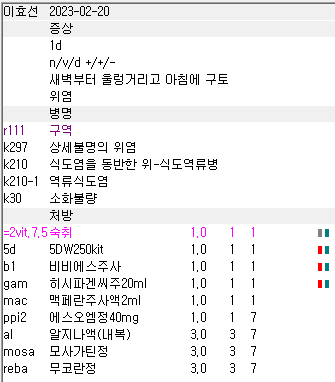 이효선 2023-02-20
증상
1d
n/v/d +/+/-
새벽부터 울렁거리고 아침에 구토
위염
병명
r111 구역
k297 상세불명의 위염
k210 식도염을 동반한 위-식도역류병
k210-1 역류식도염
k30 소화불량
처방
=2vit.7.5 숙취 1.0 1 1
5d 5DW250kit 1.0 1 1
b1 비비에스주사 1.0 1 1
gam 히시파겐씨주20ml 1.0 1 1
mac 맥페란주사액2ml 1.0 1 1
ppi2 에스오엠정40mg 1.0 1 7
al 알지나액(내복) 3.0 3 7
mosa 모사가틴정 3.0 3 7
reba 무코란정 3.0 3 7